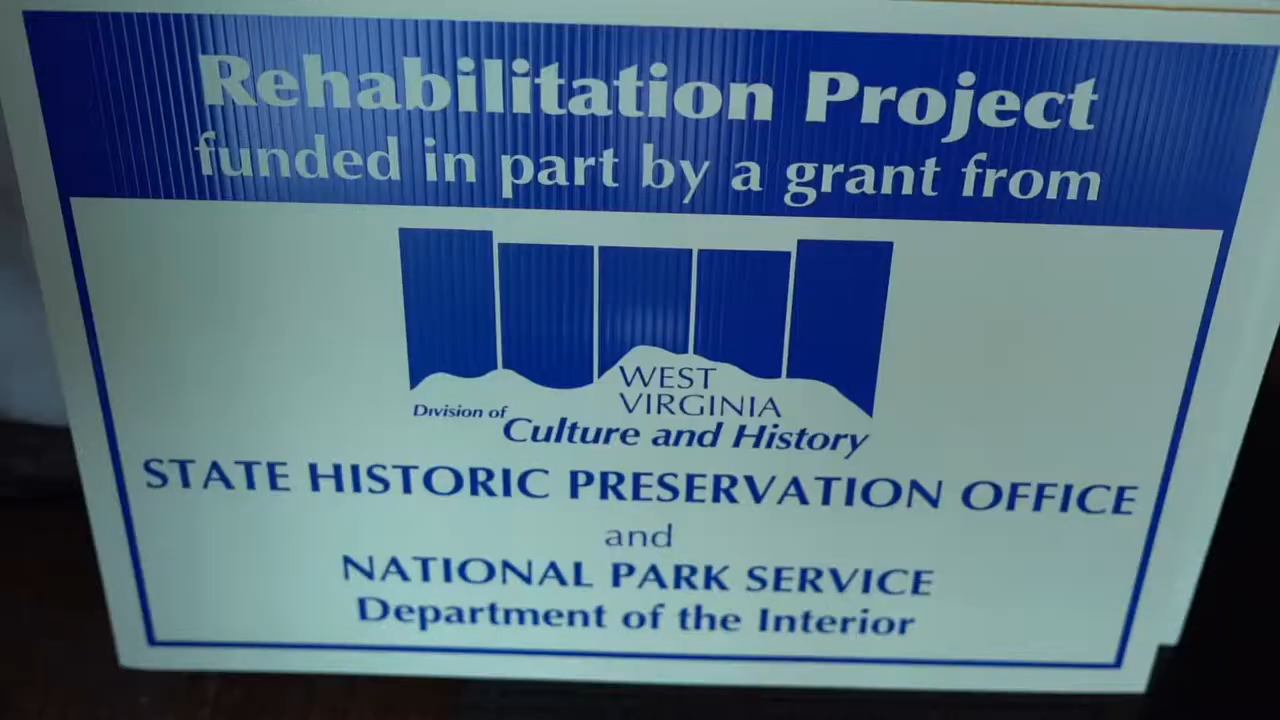 Rehabilitation Project
funded in part by a grant from
WEST
VIRGINIA
Division of
Culture and History
STATE HISTORIC PRESERVATION OFFICE
and
NATIONAL PARK SERVICE
Department of the Interior